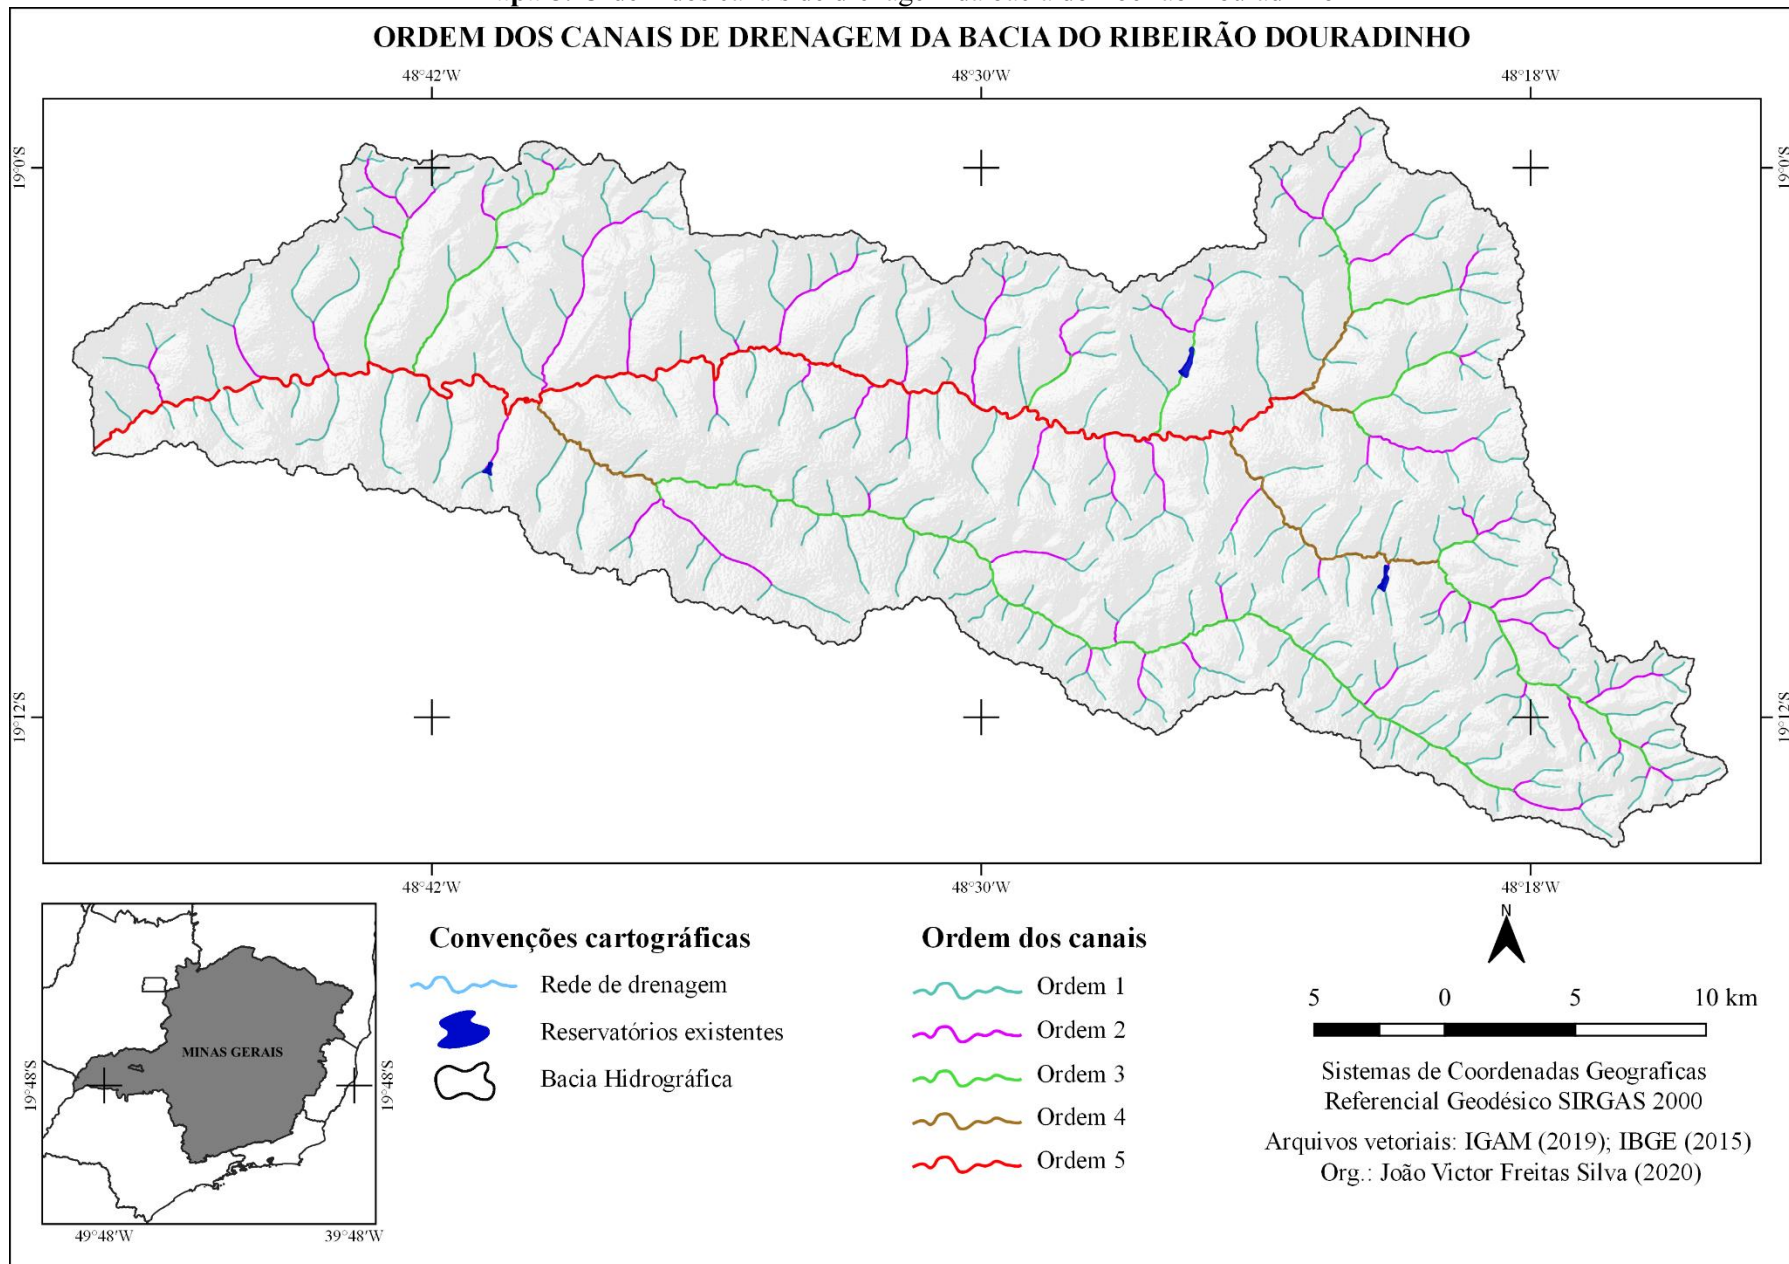 ORDEM DOS CANAIS DE DRENAGEM DA BACIA DO RIBEIRÃO DOURADINHO
48°42'W 48°30'W 48°18'W
19°0'S 19°0'S
19°12'S 19°12'S
48°42'W 48°30'W 48°18'W
MINAS GERAIS
19°48'S 19°48'S
49°48'W 39°48'W
Convenções cartográficas
Rede de drenagem
Reservatórios existentes
Bacia Hidrográfica
Ordem dos canais
Ordem 1
Ordem 2
Ordem 3
Ordem 4
Ordem 5
N
5 0 5 10 km
Sistemas de Coordenadas Geograficas
Referencial Geodésico SIRGAS 2000
Arquivos vetoriais: IGAM (2019); IBGE (2015)
Org.: João Victor Freitas Silva (2020)